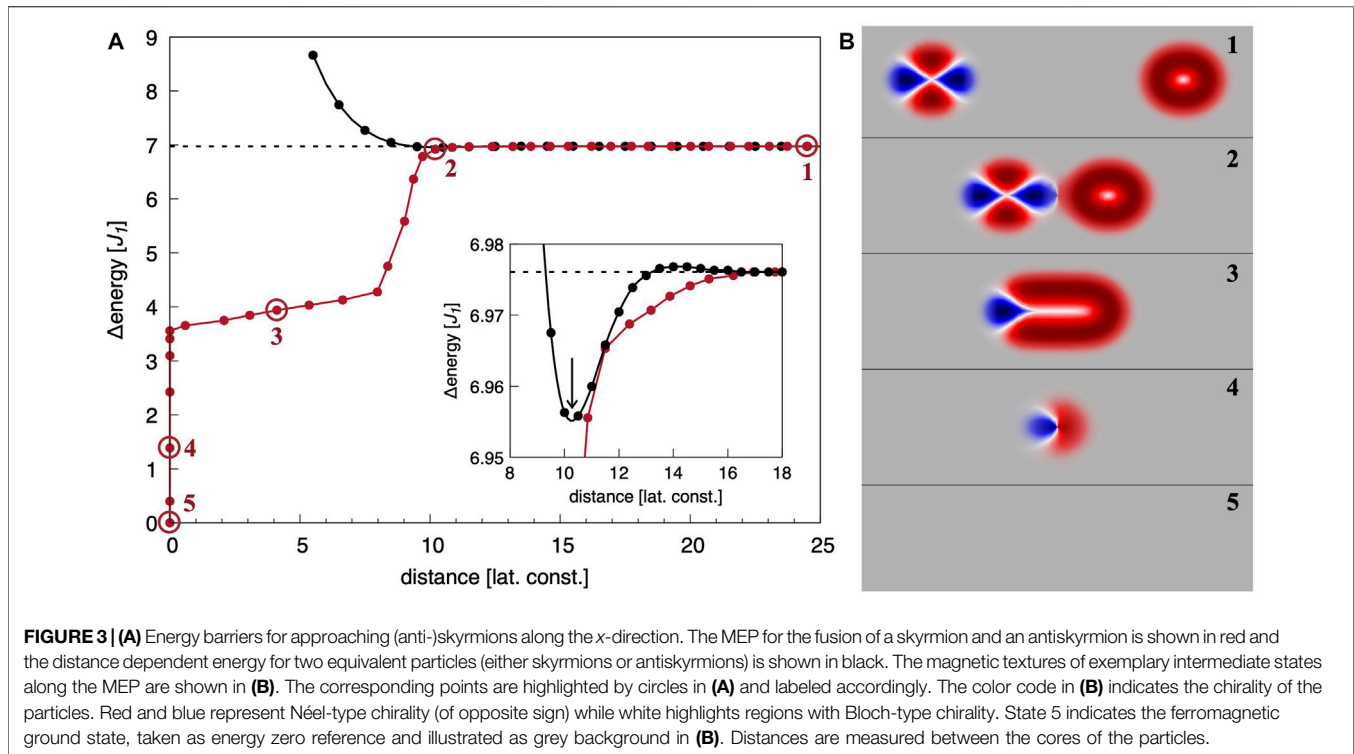 A
9
8
7
6
5
4
3
2
1
0
Δenergy [J1]
0 5 10 15 20 25
distance [lat. const.]
1
2
3
4
5
6.98
6.97
6.96
6.95
Δenergy [J1]
8 10 12 14 16 18
distance [lat. const.]
B
1
2
3
4
5
FIGURE 3 | (A) Energy barriers for approaching (anti-)skyrmions along the x-direction. The MEP for the fusion of a skyrmion and an antiskyrmion is shown in red and
the distance dependent energy for two equivalent particles (either skyrmions or antiskyrmions) is shown in black. The magnetic textures of exemplary intermediate states
along the MEP are shown in (B). The corresponding points are highlighted by circles in (A) and labeled accordingly. The color code in (B) indicates the chirality of the
particles. Red and blue represent Néel-type chirality (of opposite sign) while white highlights regions with Bloch-type chirality. State 5 indicates the ferromagnetic
ground state, taken as energy zero reference and illustrated as grey background in (B). Distances are measured between the cores of the particles.